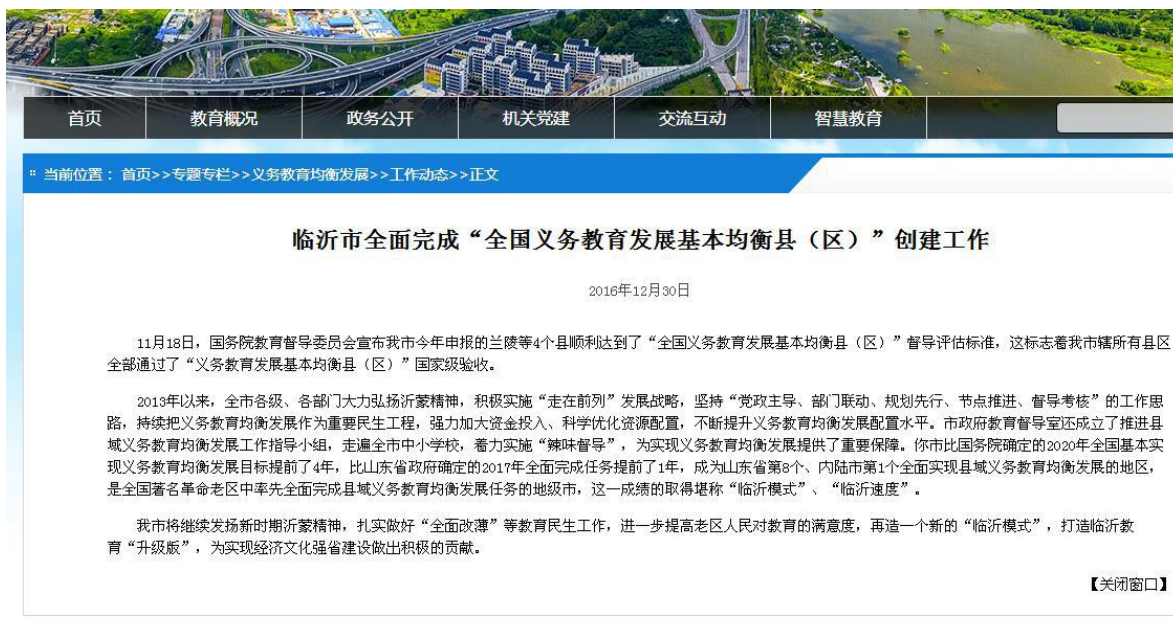 首页 教育概况 政务公开 机关党建 交流互动 智慧教育
当前位置： 首页>>专题专栏>>义务教育均衡发展>>工作动态>>正文
临沂市全面完成“全国义务教育发展基本均衡县（区）”创建工作
2016年12月30日
11月18日，国务院教育督导委员会宣布我市今年申报的兰陵等4个县顺利达到了“全国义务教育发展基本均衡县（区）”督导评估标准，这标志着我市辖所有县区
全部通过了“义务教育发展基本均衡县（区）”国家级验收。
2013年以来，全市各级、各部门大力弘扬沂蒙精神，积极实施“走在前列”发展战略，坚持“党政主导、部门联动、规划先行、节点推进、督导考核”的工作思
路，持续把义务教育均衡发展作为重要民生工程，强力加大资金投入、科学优化资源配置，不断提升义务教育均衡发展配置水平。市政府教育督导室还成立了推进县
域义务教育均衡发展工作指导小组，走遍全市中小学校，着力实施“辣味督导”，为实现义务教育均衡发展提供了重要保障。你市比国务院确定的2020年全国基本实
现义务教育均衡发展目标提前了4年，比山东省政府确定的2017年全面完成任务提前了1年，成为山东省第8个、内陆市第1个全面实现县域义务教育均衡发展的地区，
是全国著名革命老区中率先全面完成县域义务教育均衡发展任务的地级市，这一成绩的取得堪称“临沂模式”、“临沂速度”。
我市将继续发扬新时期沂蒙精神，扎实做好“全面改薄”等教育民生工作，进一步提高老区人民对教育的满意度，再造一个新的“临沂模式”，打造临沂教
育“升级版”，为实现经济文化强省建设做出积极的贡献。
【关闭窗口】